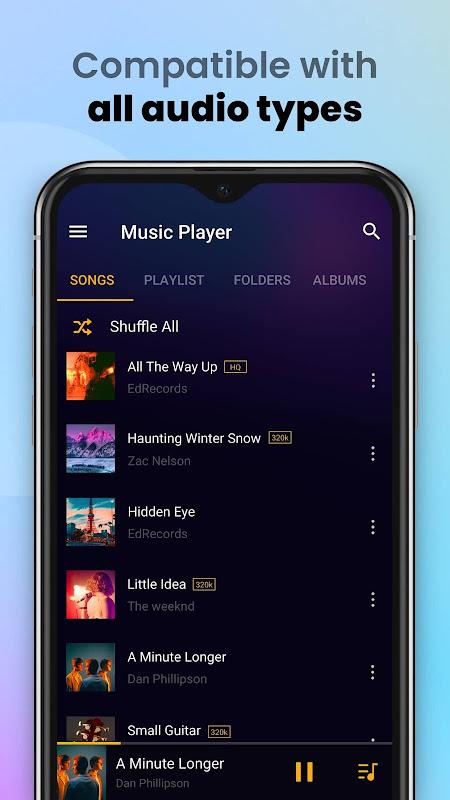 Compatible with
all audio types
Music Player
SONGS PLAYLIST FOLDERS ALBUMS
Shuffle All
All The Way Up HQ
EdRecords
Haunting Winter Snow 320k
Zac Nelson
Hidden Eye
EdRecords
Little Idea 320k
The weeknd
A Minute Longer
Dan Phillipson
Small Guitar 320k
A Minute Longer
Dan Phillipson